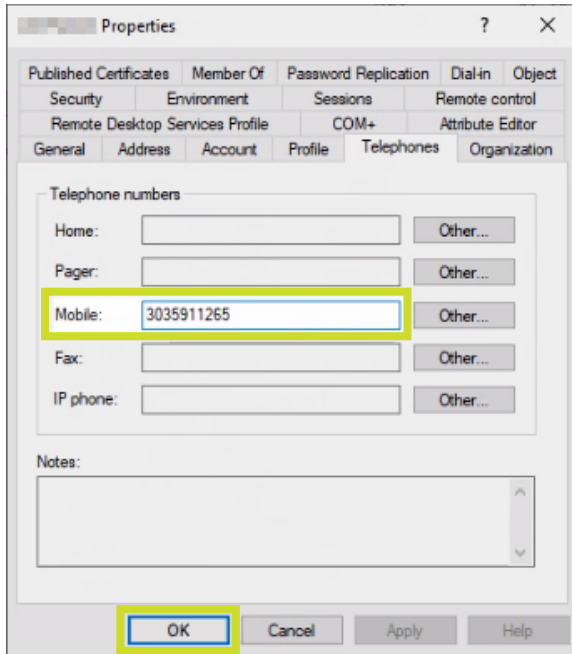 Properties ? ×
Published Certificates Member Of Password Replication Dial-in Object
Security Environment Sessions Remote control
Remote Desktop Services Profile COM+ Attribute Editor
General Address Account Profile Telephones Organization
Telephone numbers
Home: Other...
Pager: Other...
Mobile: 3035911265 Other...
Fax: Other...
IP phone: Other...
Notes:
OK Cancel Apply Help